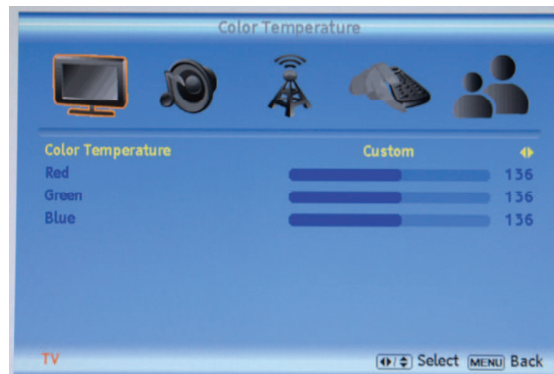 Color Temperature
Color Temperature Custom
Red 136
Green 136
Blue 136
TV Select MENU Back